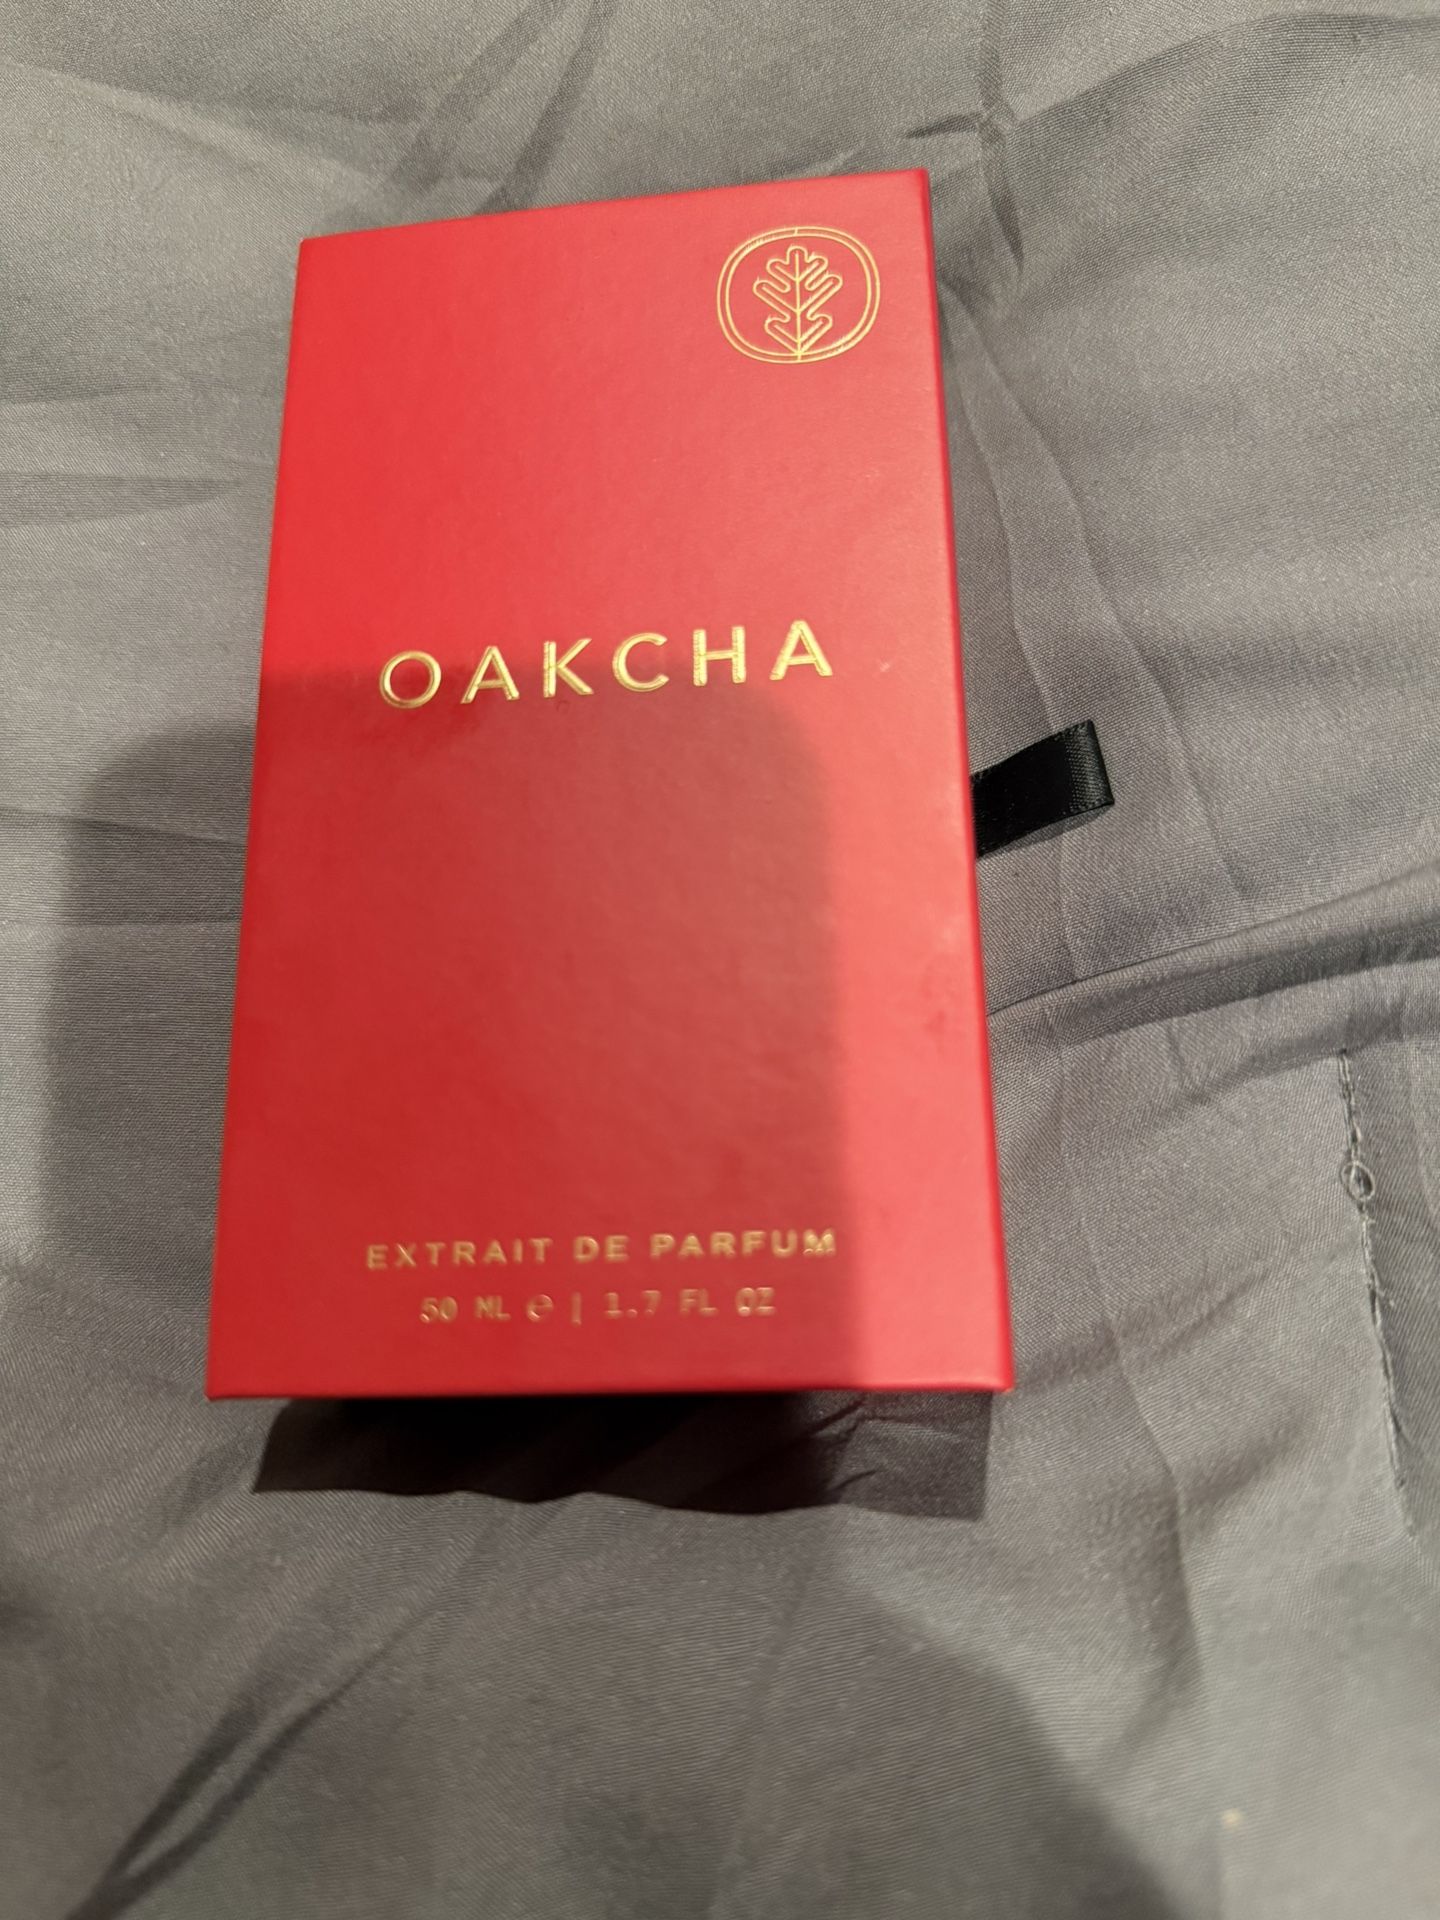 OAKCHA
EXTRAIT DE PARFUM
50 ML ℮ | 1.7 FL OZ